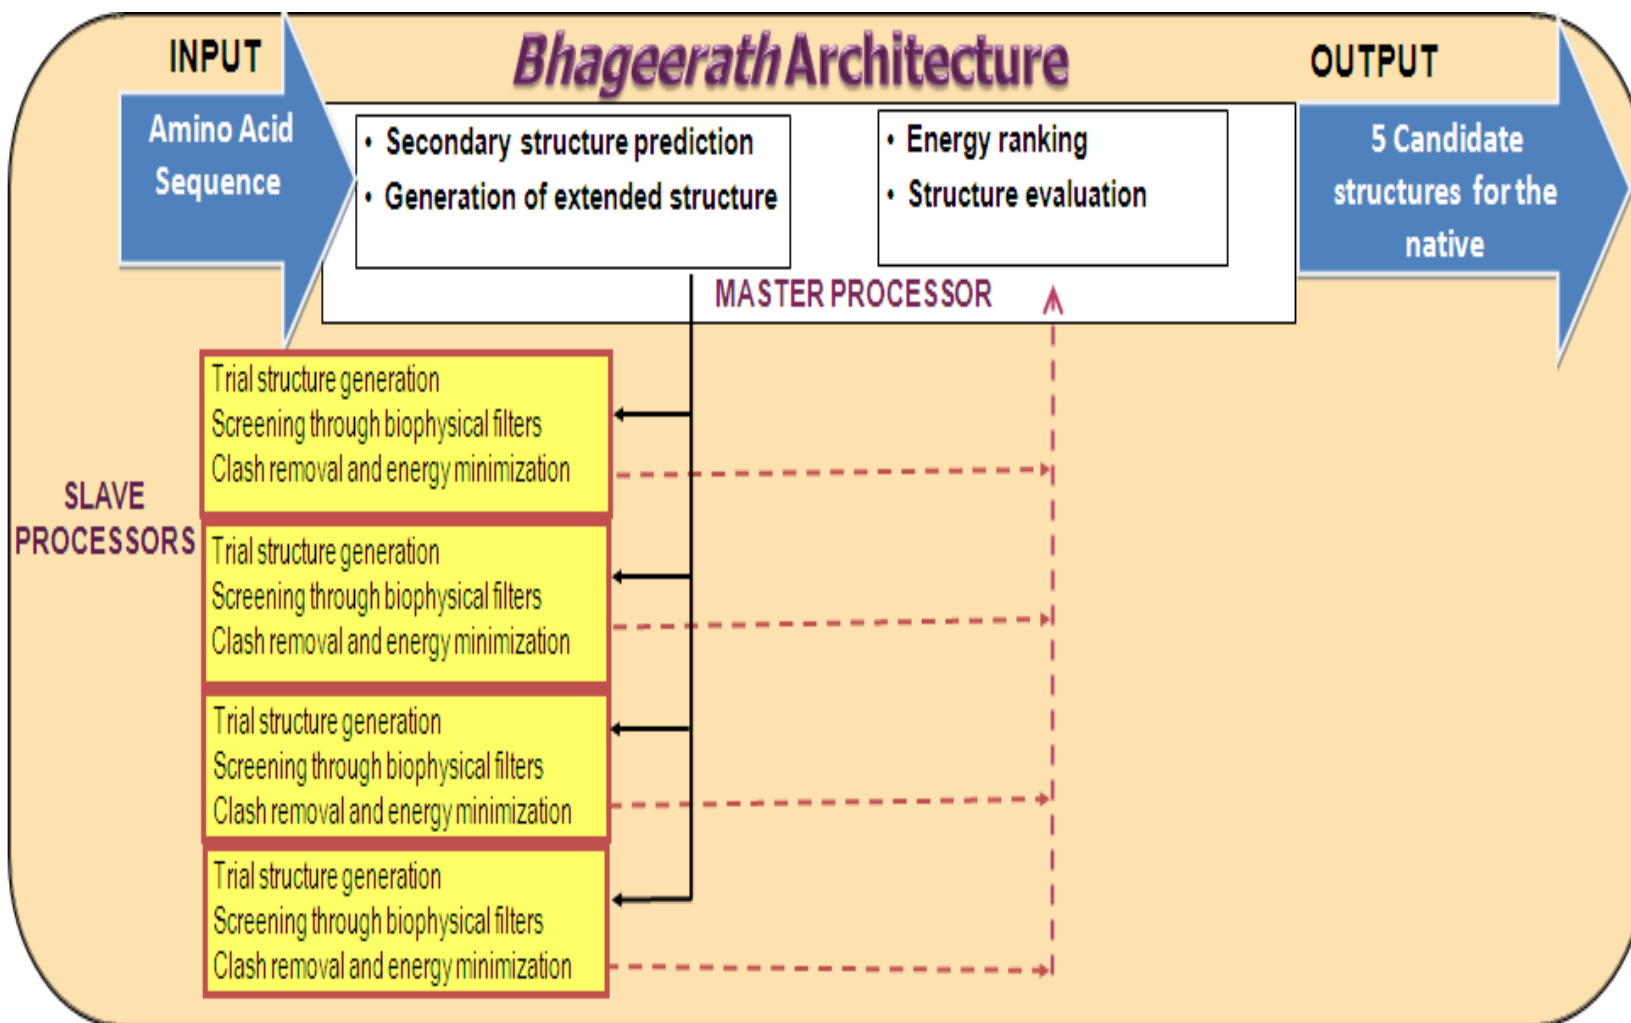 INPUT
Bhageerath Architecture
OUTPUT
Amino Acid
Sequence
• Secondary structure prediction
• Generation of extended structure
• Energy ranking
• Structure evaluation
5 Candidate
structures for the
native
MASTER PROCESSOR
SLAVE
PROCESSORS
Trial structure generation
Screening through biophysical filters
Clash removal and energy minimization
Trial structure generation
Screening through biophysical filters
Clash removal and energy minimization
Trial structure generation
Screening through biophysical filters
Clash removal and energy minimization
Trial structure generation
Screening through biophysical filters
Clash removal and energy minimization